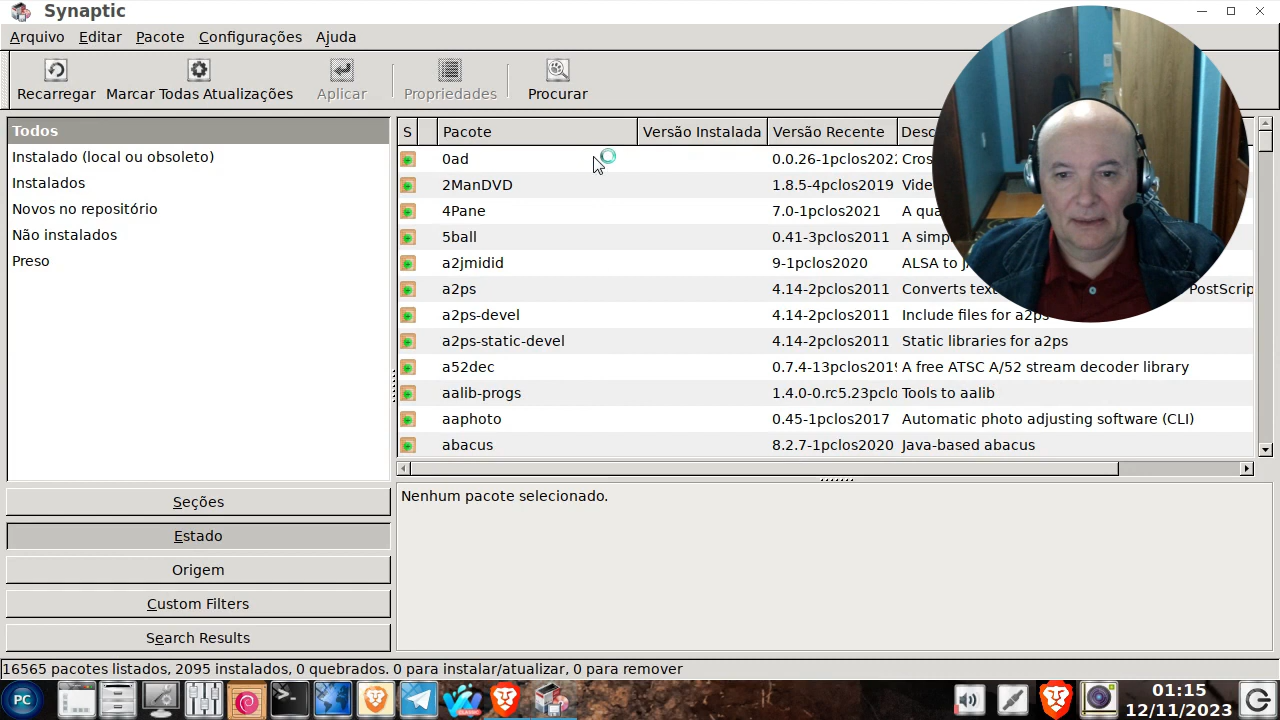 Synaptic
Arquivo Editar Pacote Configurações Ajuda
Recarregar Marcar Todas Atualizações Aplicar Propriedades Procurar
Todos
Instalado (local ou obsoleto)
Instalados
Novos no repositório
Não instalados
Preso
Seções
Estado
Origem
Custom Filters
Search Results
S Pacote Versão Instalada Versão Recente Desc
0ad 0.0.26-1pclos202 Cros
2ManDVD 1.8.5-4pclos2019 Vide
4Pane 7.0-1pclos2021 A qua
5ball 0.41-3pclos2011 A simp
a2jmidid 9-1pclos2020 ALSA to
a2ps 4.14-2pclos2011 Converts text PostScrip
a2ps-devel 4.14-2pclos2011 Include files for a2ps
a2ps-static-devel 4.14-2pclos2011 Static libraries for a2ps
a52dec 0.7.4-13pclos201 A free ATSC A/52 stream decoder library
aalib-progs 1.4.0-0.rc5.23pclo Tools to aalib
aaphoto 0.45-1pclos2017 Automatic photo adjusting software (CLI)
abacus 8.2.7-1pclos2020 Java-based abacus
Nenhum pacote selecionado.
16565 pacotes listados, 2095 instalados, 0 quebrados. 0 para instalar/atualizar, 0 para remover
PC
CLASSIC
01:15
12/11/2023